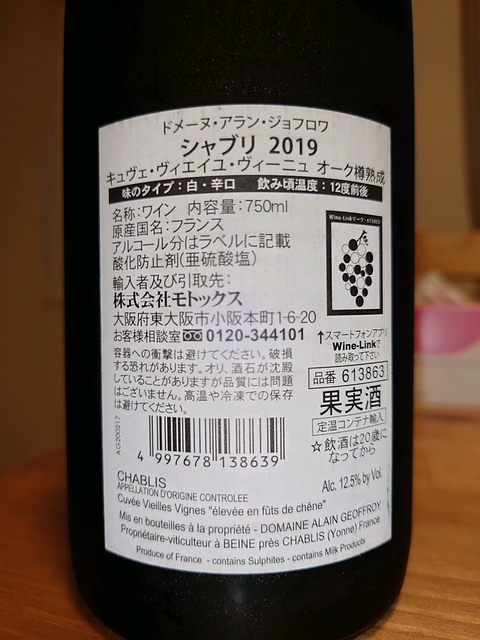 ドメーヌ・アラン・ジョフロワ
シャブリ 2019
キュヴェ・ヴィエイユ・ヴィーニュ オーク樽熟成
味のタイプ：白・辛口 飲み頃温度：12度前後
名称：ワイン 内容量：750ml
原産国名：フランス
アルコール分はラベルに記載
酸化防止剤(亜硫酸塩)
輸入者及び引取先：
株式会社モトックス
大阪府東大阪市小阪本町1-6-20
お客様相談室 0120-344101
容器への衝撃は避けてください。破損
する恐れがあります。オリ、酒石が沈殿
していることがありますが品質には問題
はございません。高温や冷凍での保存
は避けてください。
Wine-Linkマーク：613863
↑スマートフォンアプリ
Wine-Linkで
読み取って下さい
品番 613863
果実酒
定温コンテナ輸入
☆飲酒は20歳に
なってから
AG200217
4 997678 138639
CHABLIS
APPELLATION D'ORIGINE CONTROLEE
Alc. 12.5% by Vol.
Cuvée Vieilles Vignes "élevée en fûts de chêne"
Mis en bouteilles à la propriété - DOMAINE ALAIN GEOFFROY
Propriétaire-viticulteur à BEINE près CHABLIS (Yonne) France
Produce of France - contains Sulphites - contains Milk Products